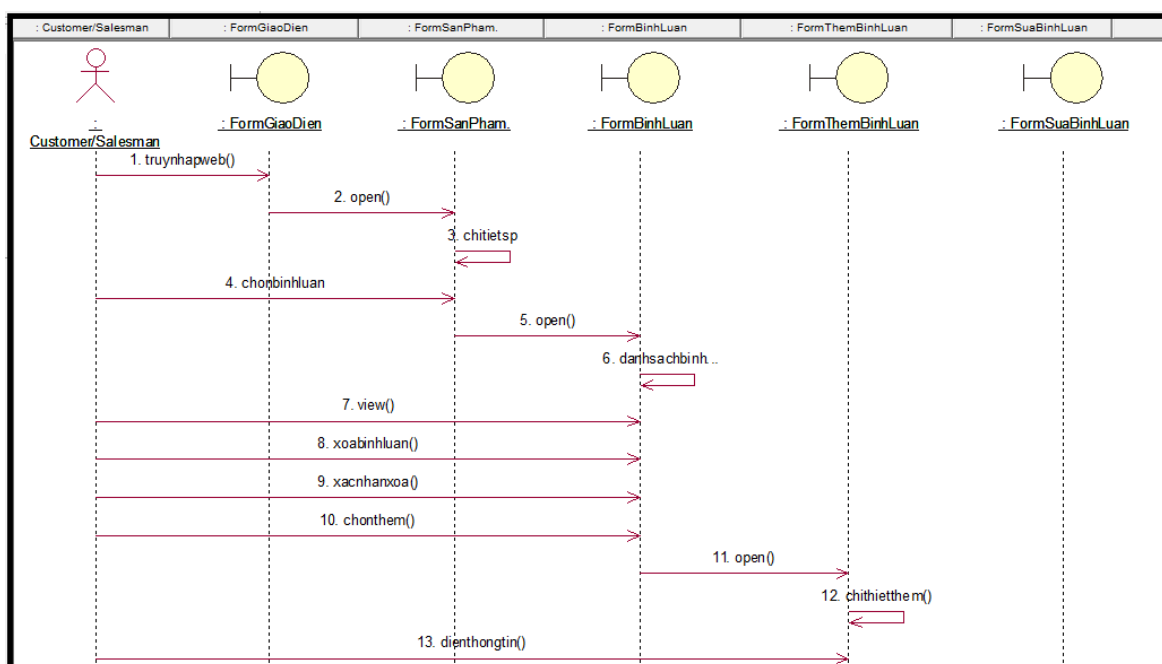 : Customer/Salesman
: FormGiaoDien
: FormSanPham.
: FormBinhLuan
: FormThemBinhLuan
: FormSuaBinhLuan
:
Customer/Salesman
: FormGiaoDien
: FormSanPham.
: FormBinhLuan
: FormThemBinhLuan
: FormSuaBinhLuan
1. truynhapweb()
2. open()
3. chitietsp
4. chonbinhluan
5. open()
6. danhsachbinh...
7. view()
8. xoabinhluan()
9. xacnhanxoa()
10. chonthem()
11. open()
12. chithietthem()
13. dienthongtin()